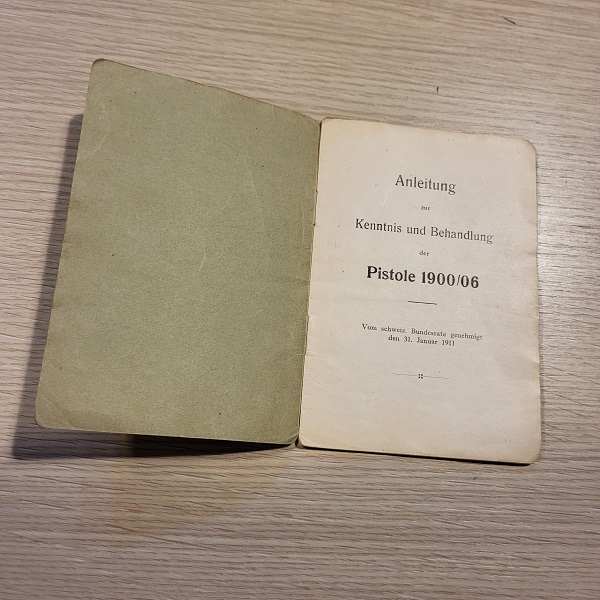 Anleitung
zur
Kenntnis und Behandlung
der
Pistole 1900/06
Vom schweiz. Bundesrate genehmigt
den 31. Januar 1911